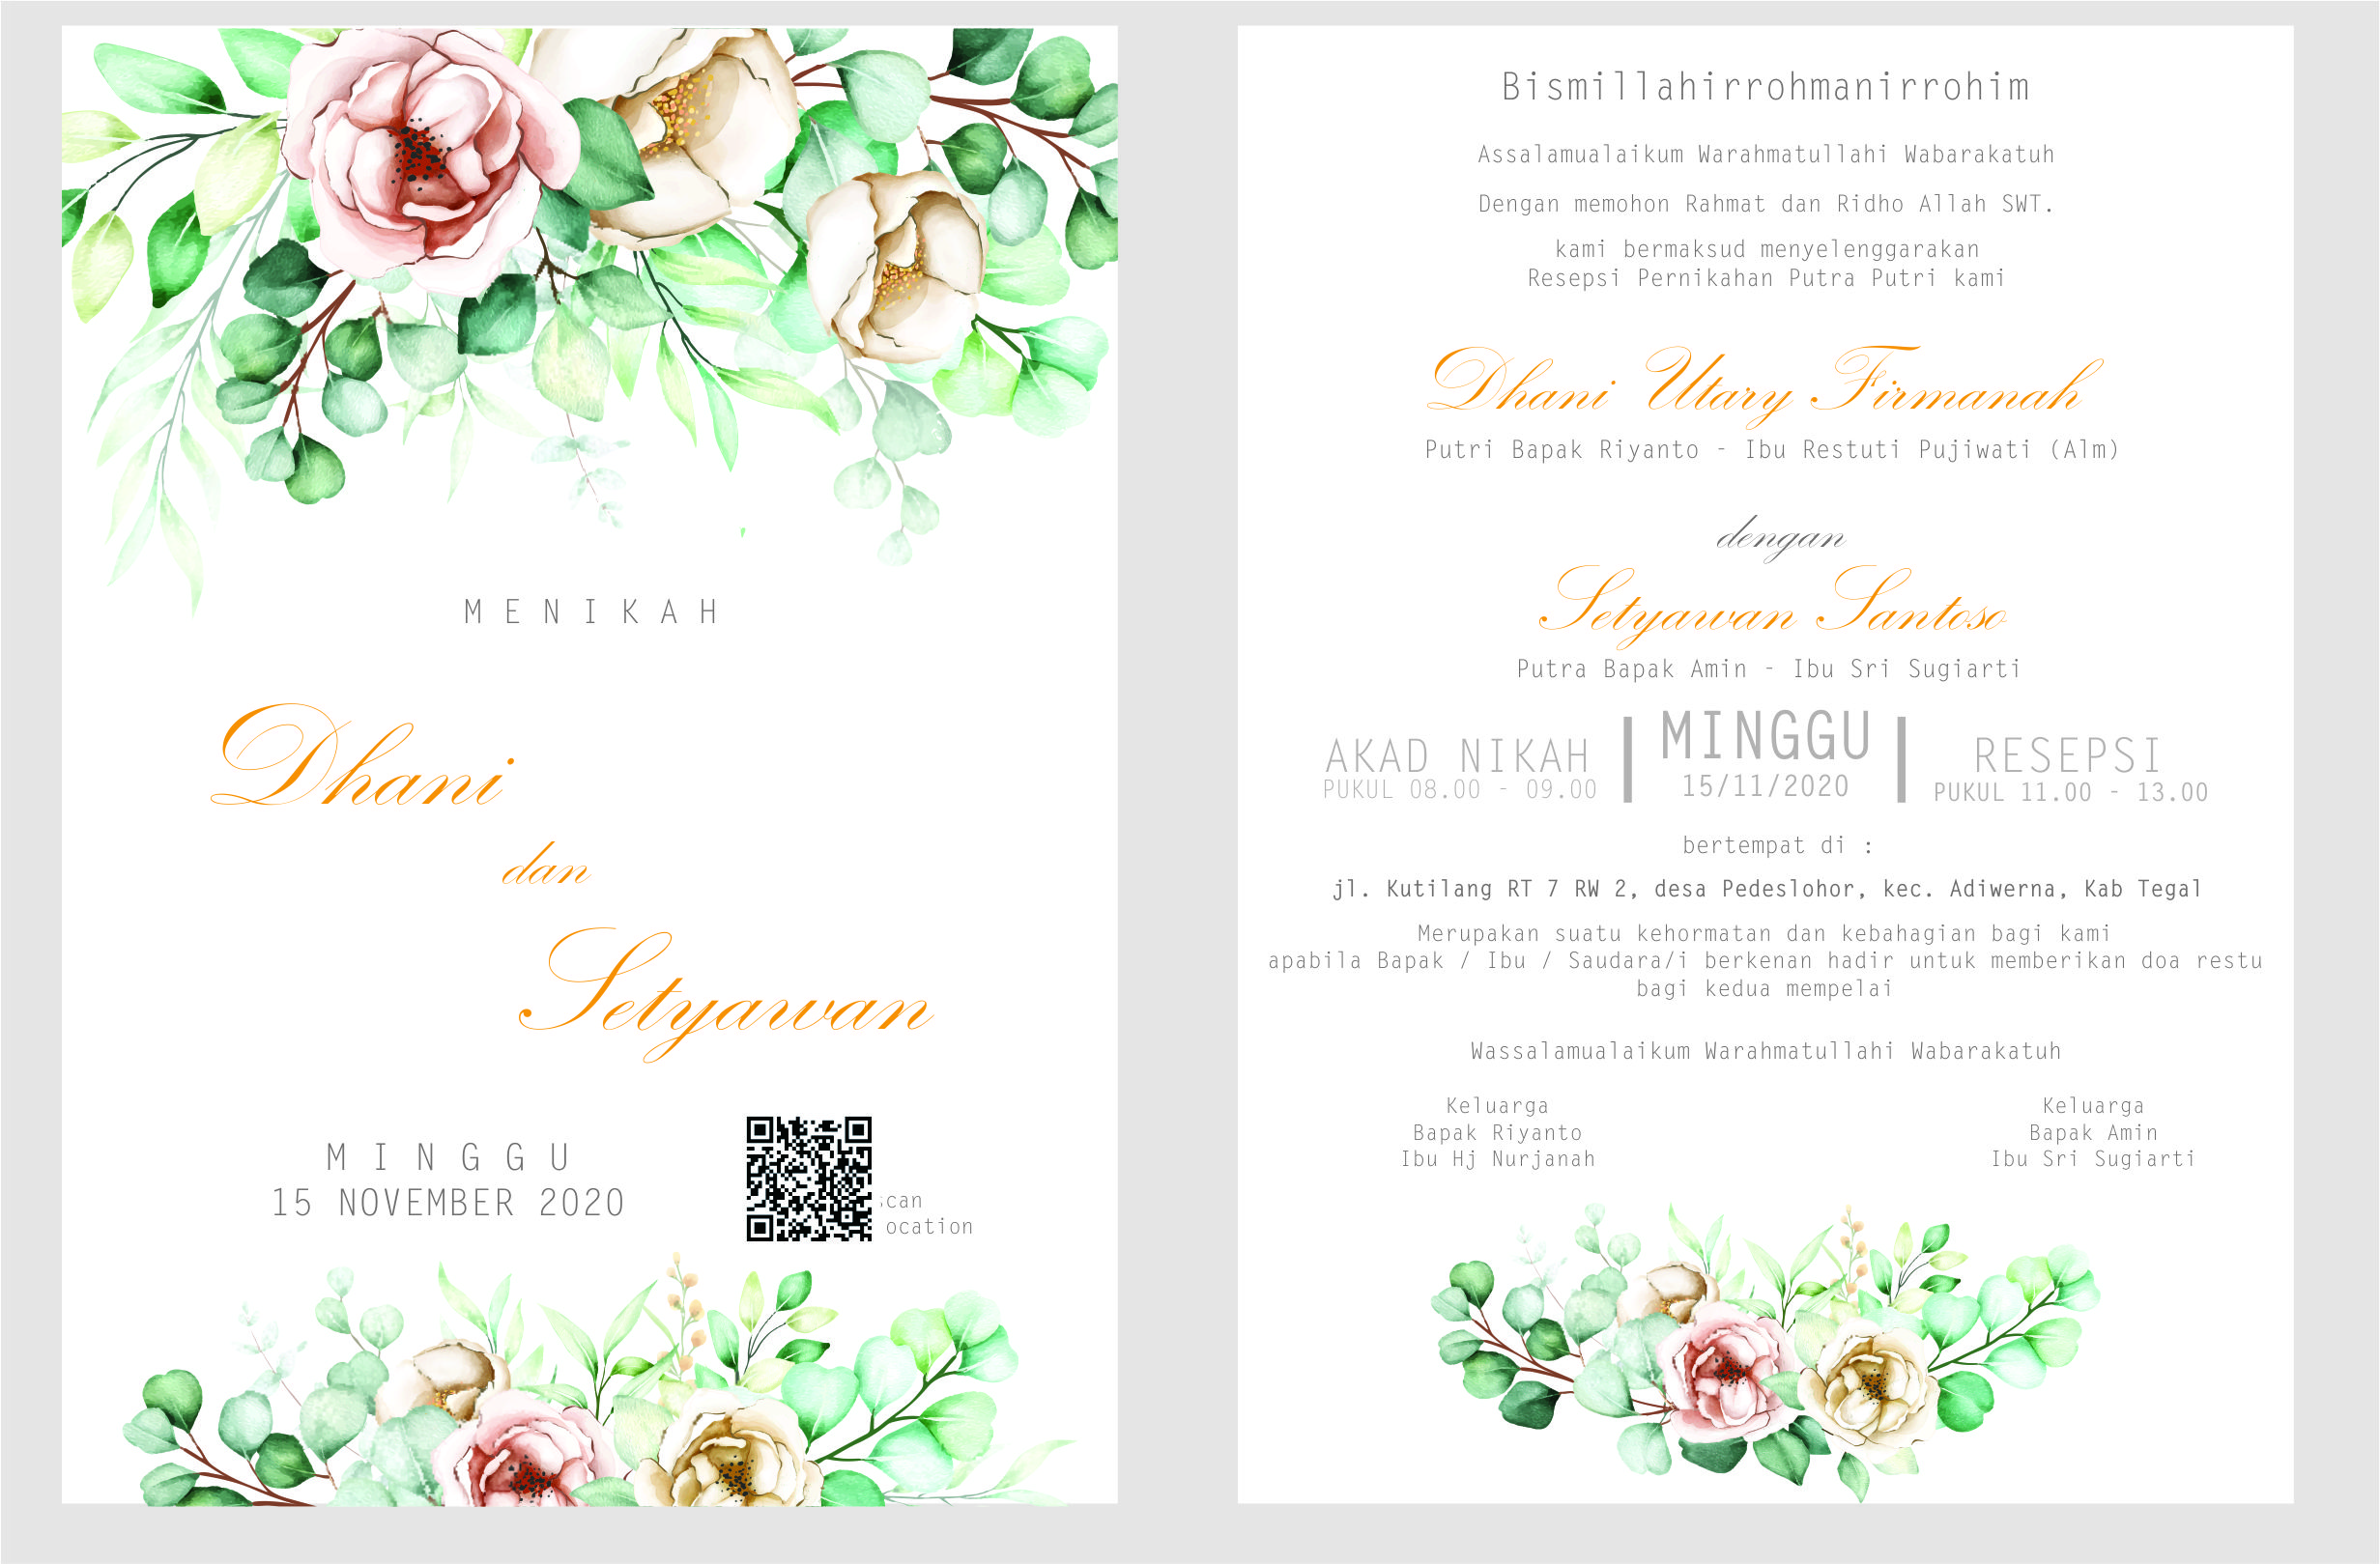 MENIKAH
Dhani
dan
Setyawan
MINGGU
15 NOVEMBER 2020
can
ocation
Bismillahirrohmanirrohim
Assalamualaikum Warahmatullahi Wabarakatuh
Dengan memohon Rahmat dan Ridho Allah SWT.
kami bermaksud menyelenggarakan
Resepsi Pernikahan Putra Putri kami
Dhani Utary Firmanah
Putri Bapak Riyanto - Ibu Restuti Pujiwati (Alm)
dengan
Setyawan Santoso
Putra Bapak Amin - Ibu Sri Sugiarti
AKAD NIKAH
PUKUL 08.00 - 09.00
MINGGU
15/11/2020
RESEPSI
PUKUL 11.00 - 13.00
bertempat di :
jl. Kutilang RT 7 RW 2, desa Pedeslohor, kec. Adiwerna, Kab Tegal
Merupakan suatu kehormatan dan kebahagian bagi kami
apabila Bapak / Ibu / Saudara/i berkenan hadir untuk memberikan doa restu
bagi kedua mempelai
Wassalamualaikum Warahmatullahi Wabarakatuh
Keluarga
Bapak Riyanto
Ibu Hj Nurjanah
Keluarga
Bapak Amin
Ibu Sri Sugiarti